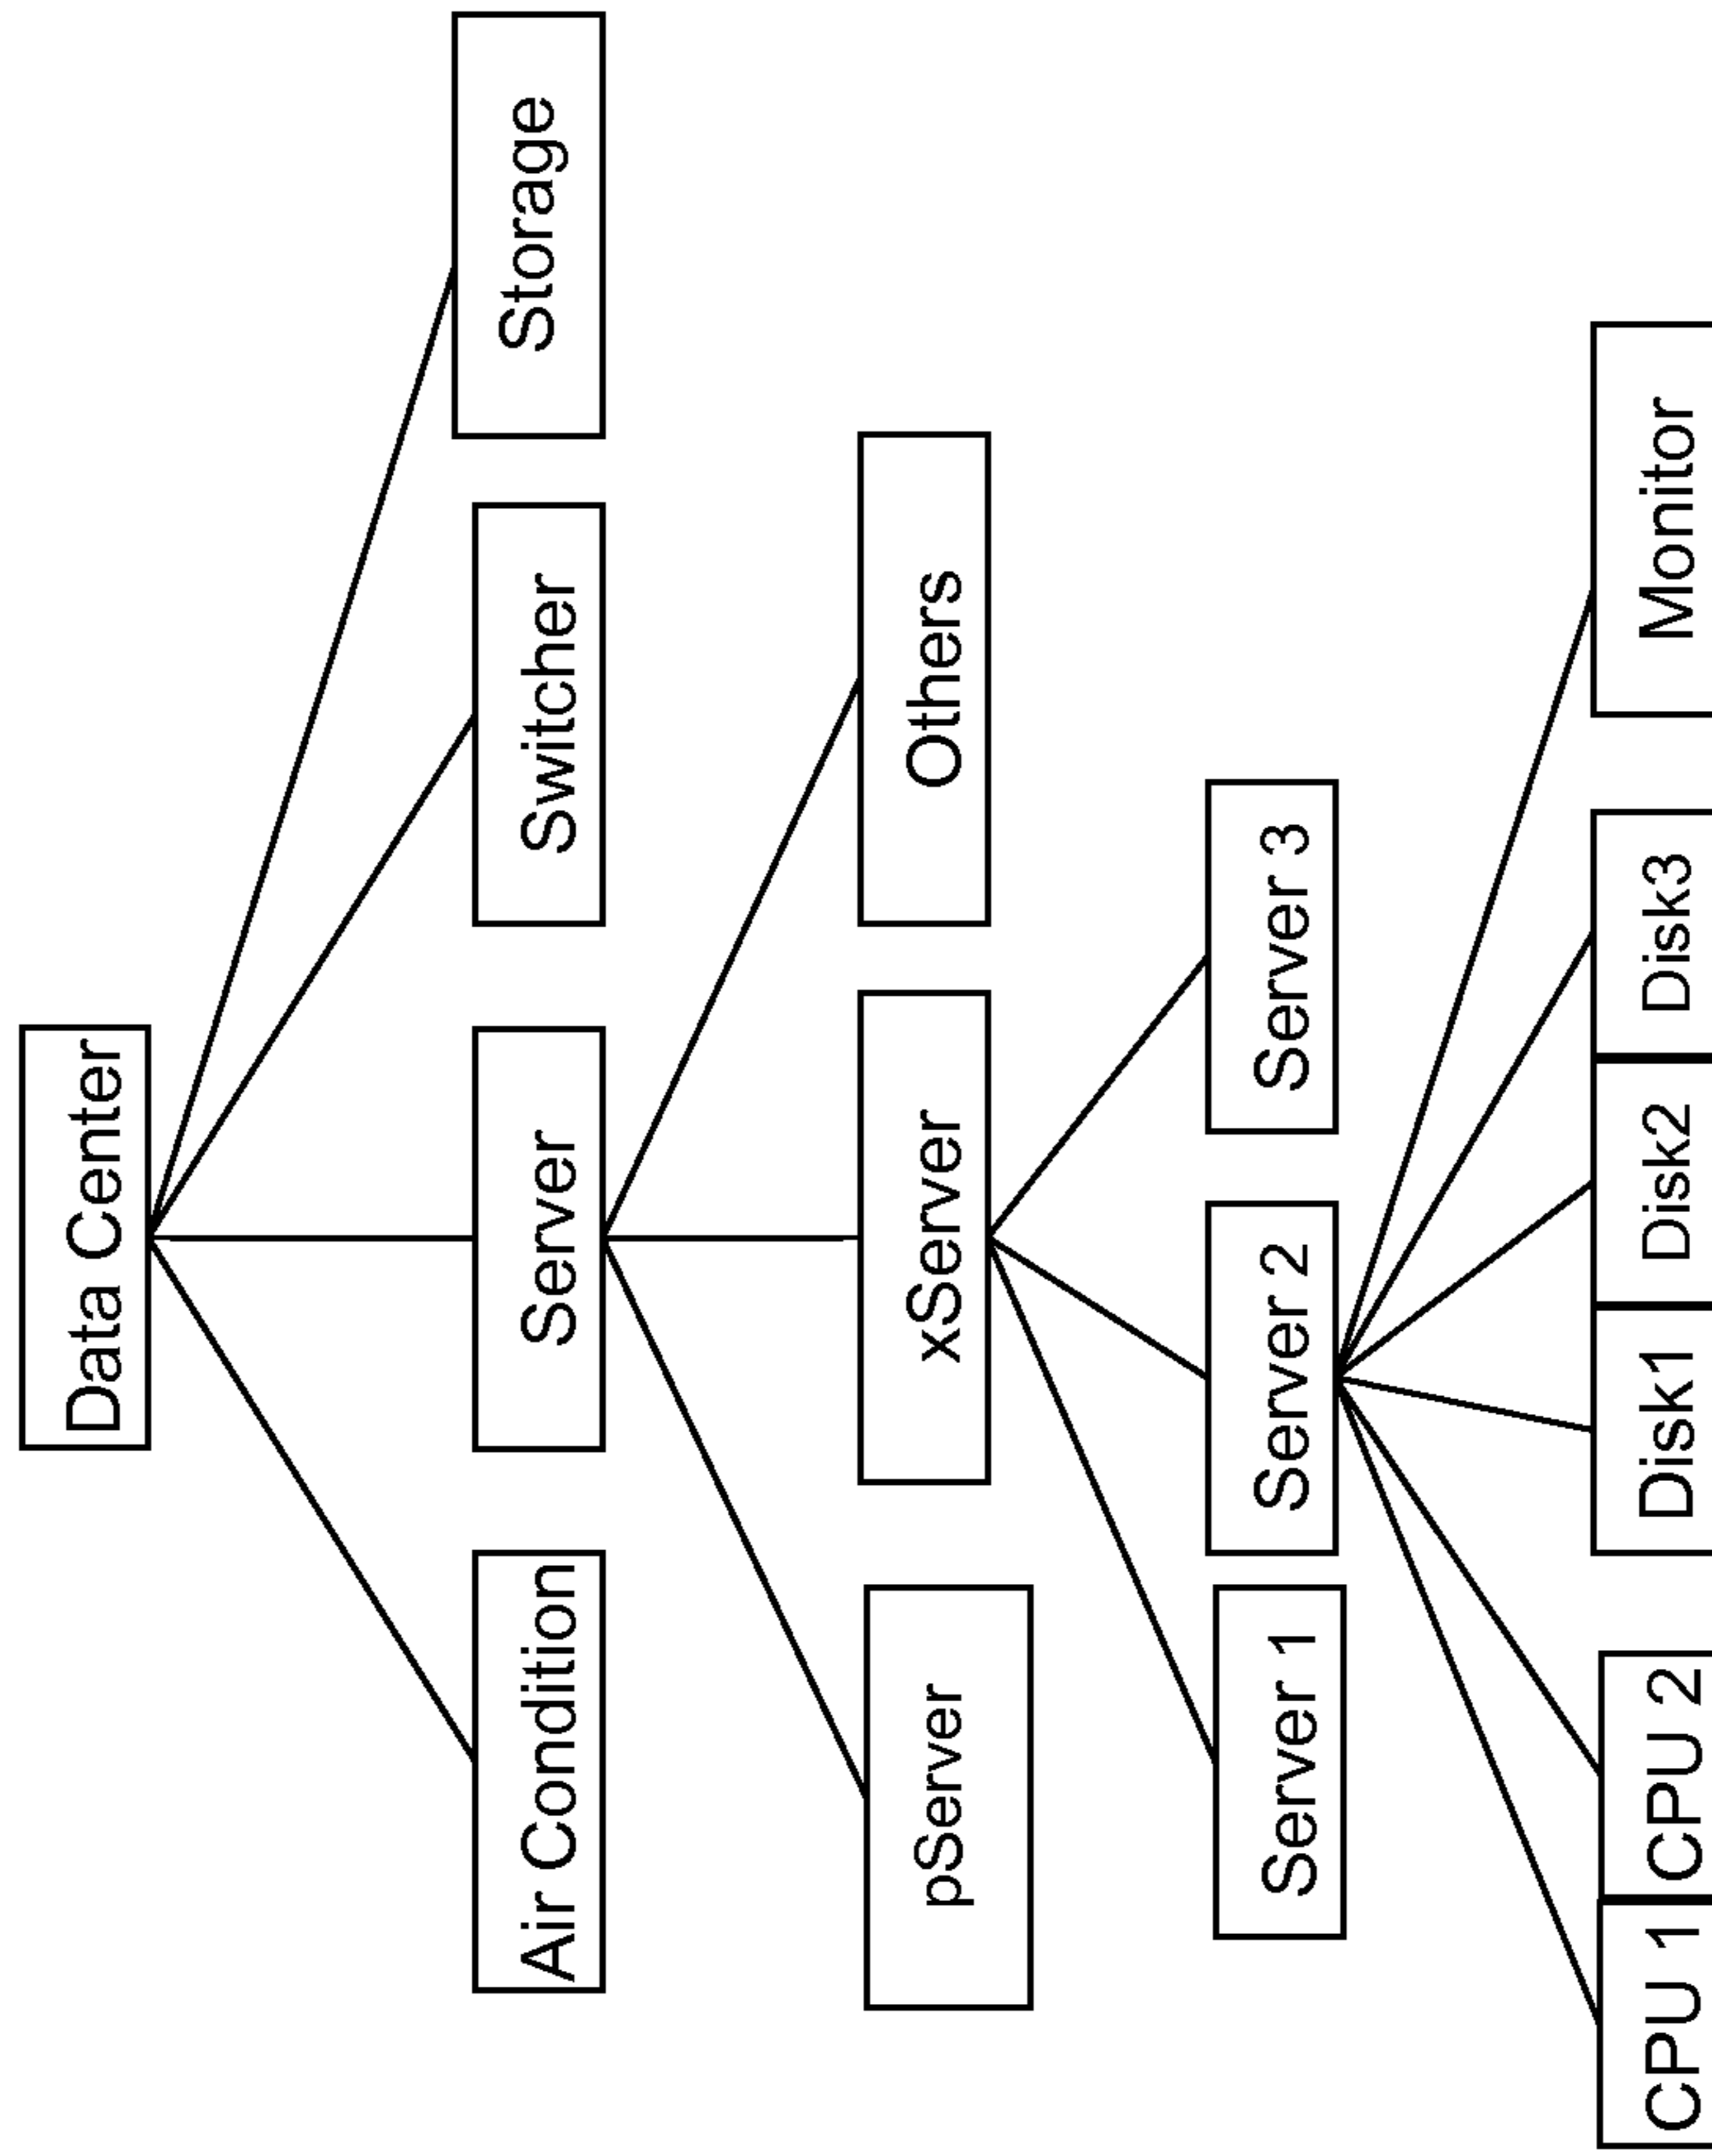 Data Center
Air Condition
Server
Switcher
Storage
pServer
xServer
Others
Server 1
Server 2
Server 3
CPU 1
CPU 2
Disk1
Disk2
Disk3
Monitor